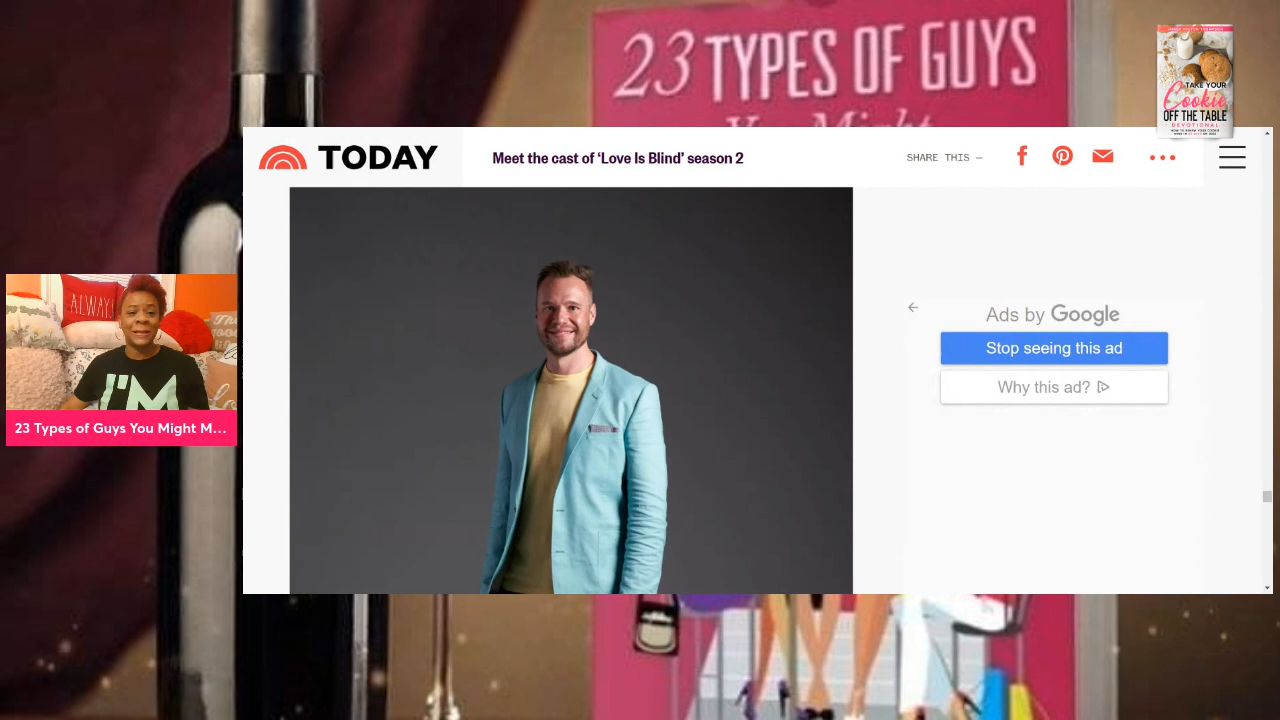 23 TYPES OF GUYS
You Might
TAKE YOUR
Cookie
OFF THE TABLE
DEVOTIONAL
TODAY
Meet the cast of ‘Love Is Blind’ season 2
SHARE THIS —
ALWAYS
Ads by Google
Stop seeing this ad
Why this ad?
I'M
23 Types of Guys You Might M...